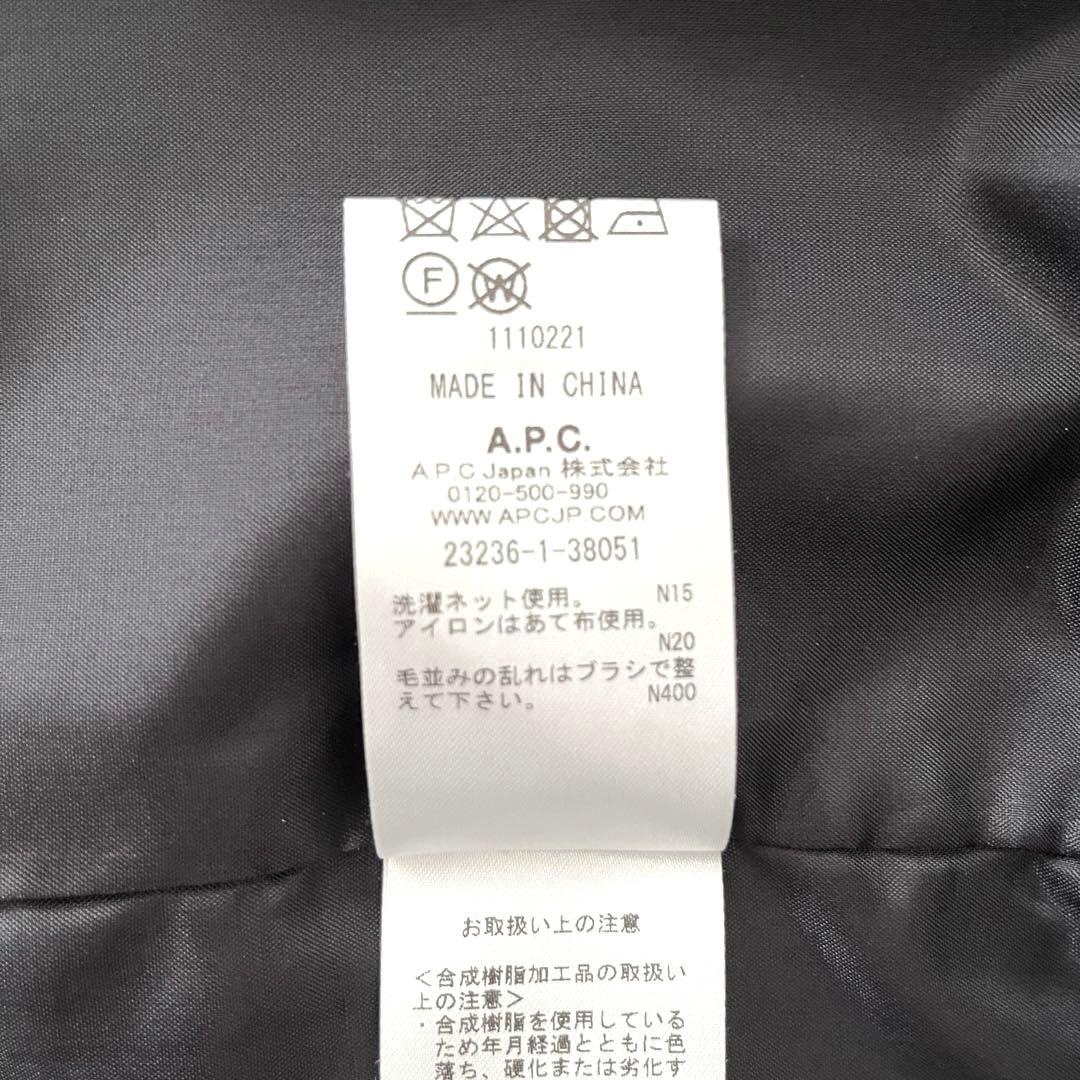 F W
1110221
MADE IN CHINA
A.P.C.
A.P.C Japan 株式会社
0120-500-990
WWW.APCJP.COM
23236-1-38051
洗濯ネット使用。 N15
アイロンはあて布使用。
N20
毛並みの乱れはブラシで整
えて下さい。 N400
お取扱い上の注意
＜合成樹脂加工品の取扱い
上の注意＞
・合成樹脂を使用している
ため年月経過とともに色
落ち、硬化または劣化す